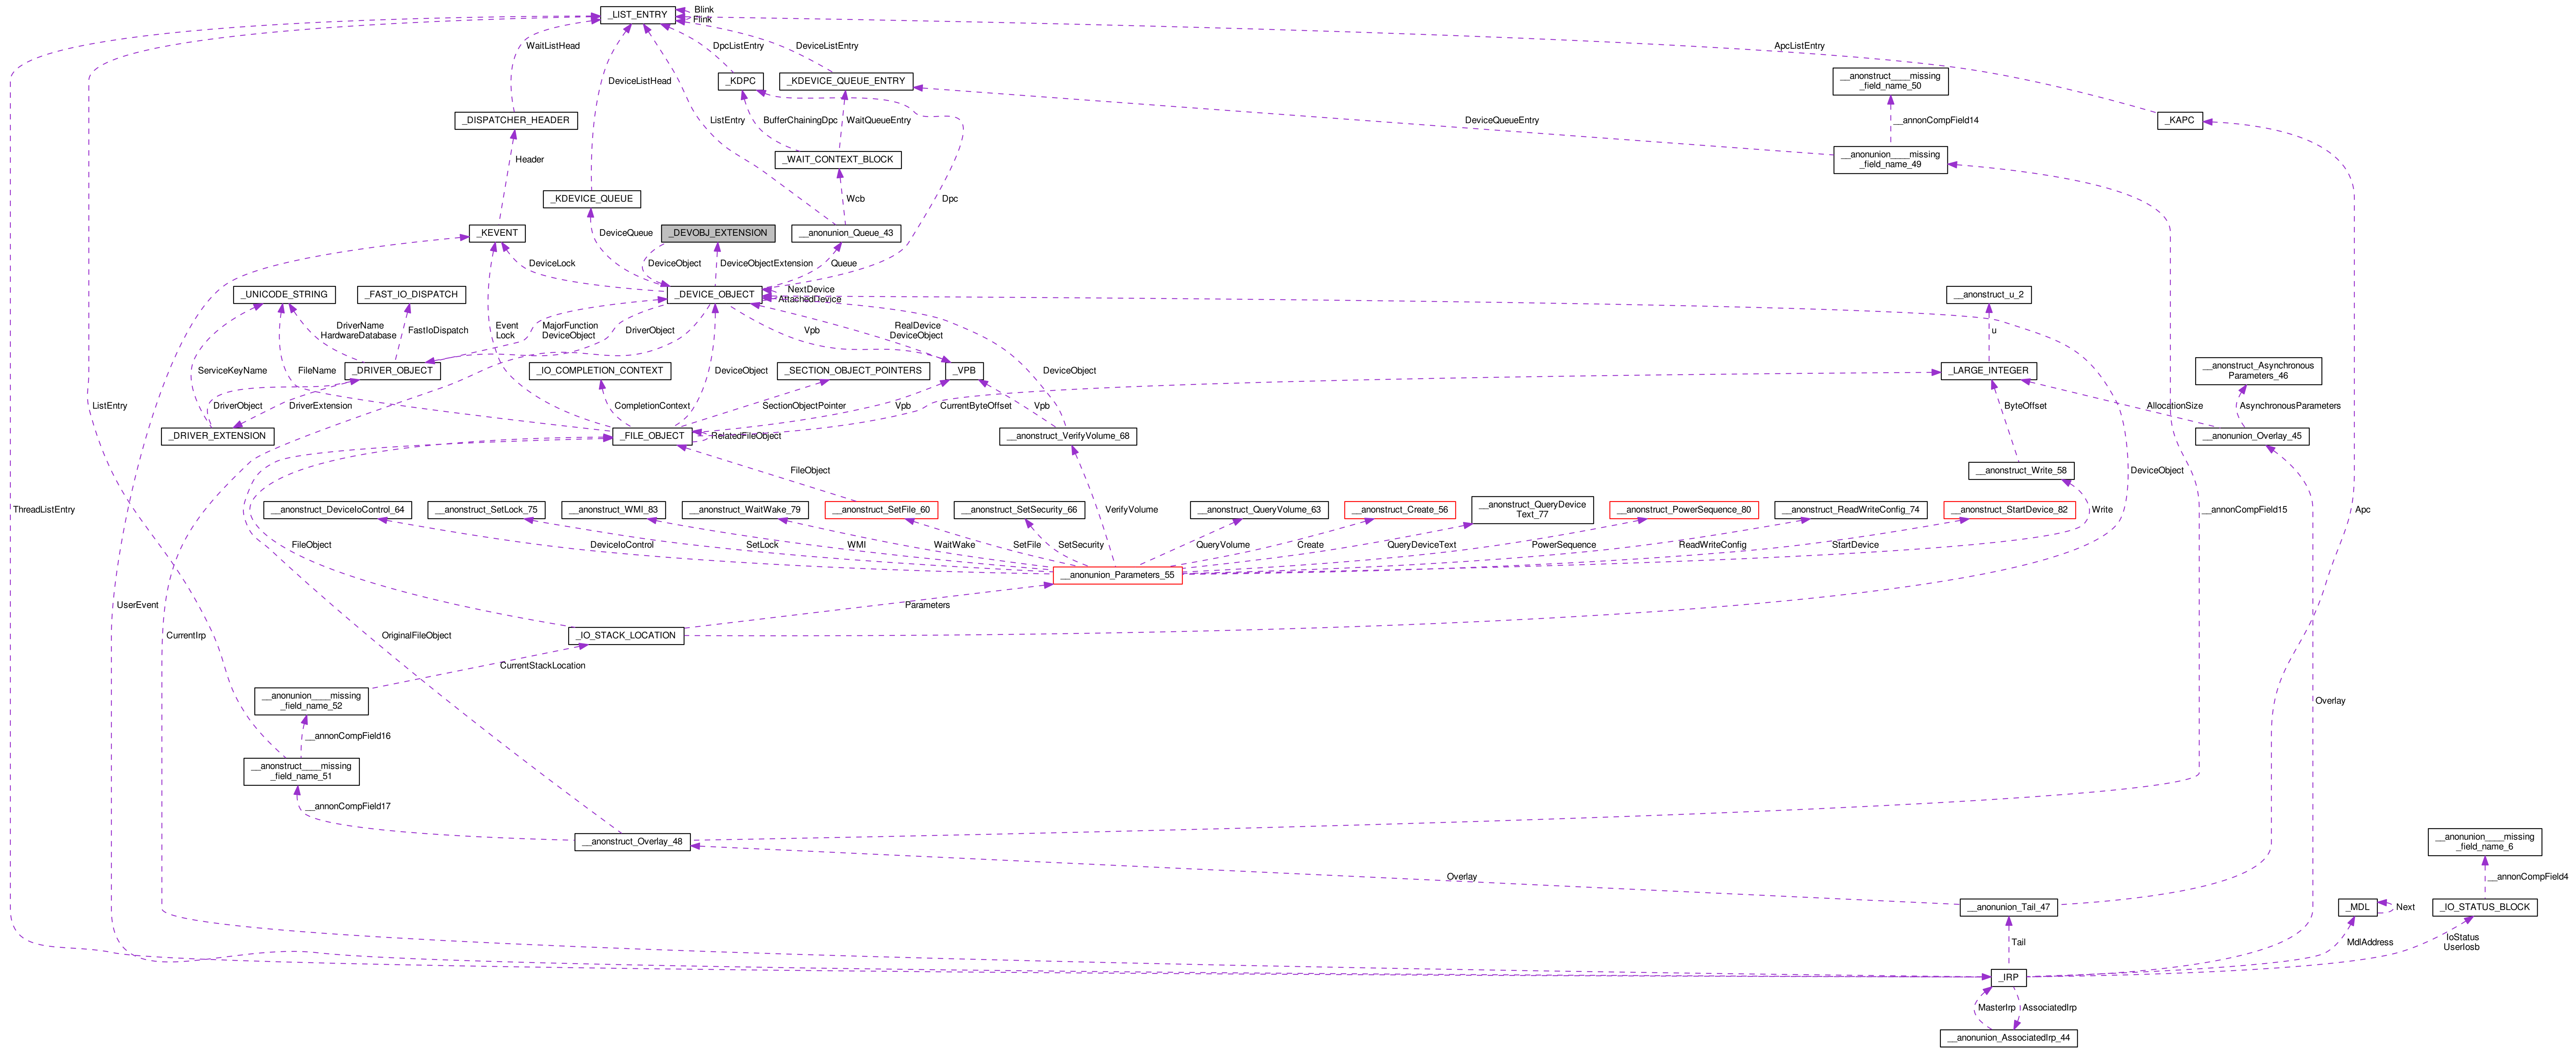 _LIST_ENTRY
Blink
Flink
WaitListHead
DpcListEntry
DeviceListEntry
ApcListEntry
DeviceListHead
_KDPC
_KDEVICE_QUEUE_ENTRY
__anonstruct____missing
_field_name_50
_DISPATCHER_HEADER
ListEntry
BufferChainingDpc
WaitQueueEntry
DeviceQueueEntry
__annonCompField14
_KAPC
Header
_WAIT_CONTEXT_BLOCK
__anonunion____missing
_field_name_49
_KDEVICE_QUEUE
Wcb
Dpc
_KEVENT
DeviceQueue
_DEVOBJ_EXTENSION
__anonunion_Queue_43
DeviceLock
DeviceObject
DeviceObjectExtension
Queue
_UNICODE_STRING
_FAST_IO_DISPATCH
_DEVICE_OBJECT
NextDevice
AttachedDevice
__anonstruct_u_2
DriverName
HardwareDatabase
FastIoDispatch
Event
Lock
MajorFunction
DeviceObject
DriverObject
Vpb
RealDevice
DeviceObject
u
ServiceKeyName
FileName
_DRIVER_OBJECT
_IO_COMPLETION_CONTEXT
DeviceObject
_SECTION_OBJECT_POINTERS
_VPB
DeviceObject
_LARGE_INTEGER
__anonstruct_Asynchronous
Parameters_46
ListEntry
DriverObject
DriverExtension
CompletionContext
SectionObjectPointer
Vpb
CurrentByteOffset
Vpb
ByteOffset
AllocationSize
AsynchronousParameters
_DRIVER_EXTENSION
_FILE_OBJECT
RelatedFileObject
__anonstruct_VerifyVolume_68
__anonunion_Overlay_45
FileObject
__anonstruct_Write_58
DeviceObject
ThreadListEntry
__anonstruct_DeviceIoControl_64
__anonstruct_SetLock_75
__anonstruct_WMI_83
__anonstruct_WaitWake_79
__anonstruct_SetFile_60
__anonstruct_SetSecurity_66
VerifyVolume
__anonstruct_QueryVolume_63
__anonstruct_Create_56
__anonstruct_QueryDevice
Text_77
__anonstruct_PowerSequence_80
__anonstruct_ReadWriteConfig_74
__anonstruct_StartDevice_82
Write
__annonCompField15
Apc
FileObject
DeviceIoControl
SetLock
WMI
WaitWake
SetFile
SetSecurity
QueryVolume
Create
QueryDeviceText
PowerSequence
ReadWriteConfig
StartDevice
__anonunion_Parameters_55
UserEvent
Parameters
CurrentIrp
OriginalFileObject
_IO_STACK_LOCATION
CurrentStackLocation
__anonunion____missing
_field_name_52
Overlay
__annonCompField16
__anonstruct____missing
_field_name_51
__annonCompField17
__anonstruct_Overlay_48
__anonunion____missing
_field_name_6
Overlay
__annonCompField4
__anonunion_Tail_47
_MDL
Next
_IO_STATUS_BLOCK
Tail
MdlAddress
IoStatus
UserIosb
_IRP
MasterIrp
AssociatedIrp
__anonunion_AssociatedIrp_44